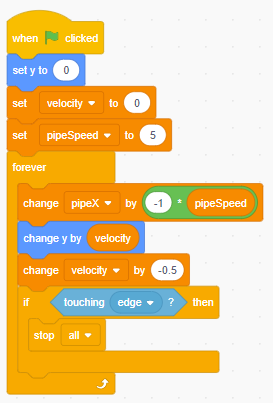 when clicked
set y to 0
set velocity to 0
set pipeSpeed to 5
forever
change pipeX by -1 * pipeSpeed
change y by velocity
change velocity by -0.5
if touching edge ? then
stop all